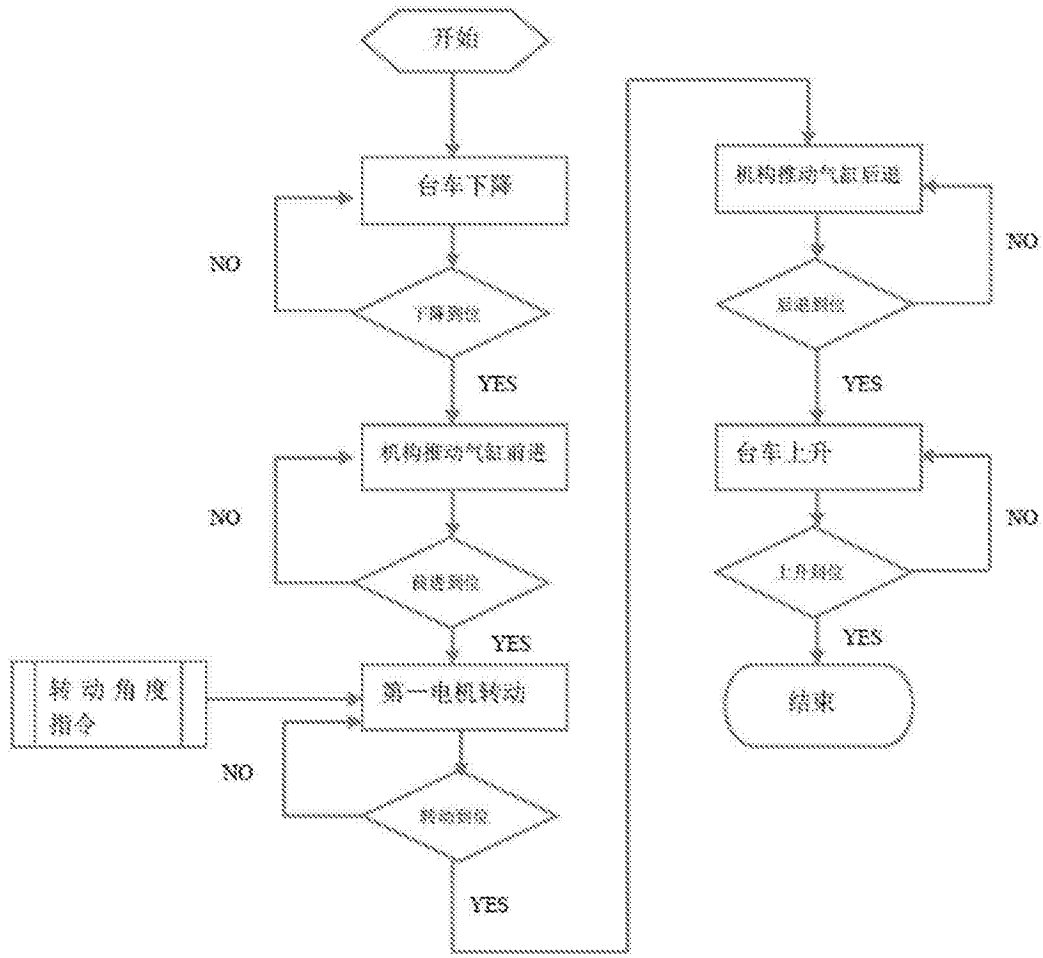 开始
台车下降
NO
下降到位
YES
机构推动气缸前进
NO
前进到位
YES
转动角度
指令
第一电机转动
NO
转动到位
YES
机构推动气缸后退
NO
后退到位
YES
台车上升
NO
上升到位
YES
结束